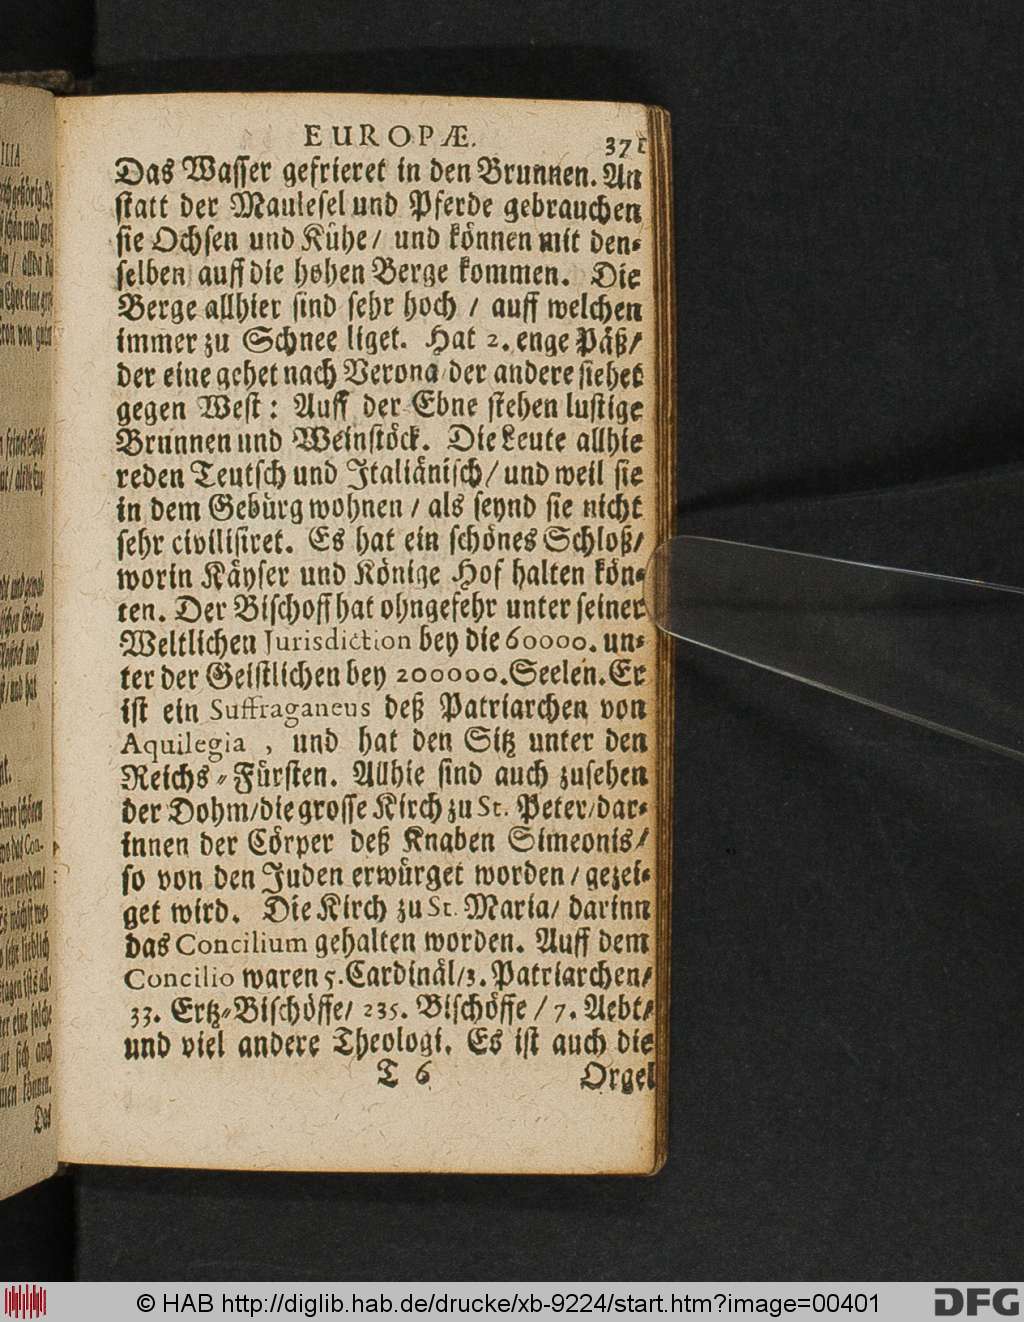 EUROPÆ. 371
Das Wasser gefrieret in den Brunnen. An
statt der Maulesel und Pferde gebrauchen
sie Ochsen und Kühe / und können mit den-
selben auff die hohen Berge kommen. Die
Berge allhier sind sehr hoch / auff welchen
immer zu Schnee liget. Hat 2. enge Päß /
der eine gehet nach Verona der andere siehet
gegen West: Auff der Ebne stehen lustige
Brunnen und Weinstöck. Die Leute allhie
reden Teutsch und Italiänisch / und weil sie
in dem Gebürg wohnen / als seynd sie nicht
sehr civilisiret. Es hat ein schönes Schloß /
worin Käyser und Könige Hof halten kön-
ten. Der Bischoff hat ohngefehr unter seiner
Weltlichen Jurisdiction bey die 60000. un-
ter der Geistlichen bey 200000. Seelen. Er
ist ein Suffraganeus deß Patriarchen von
Aquilegia , und hat den Sitz unter den
Reichs-Fürsten. Allhie sind auch zusehen
der Dohm / die grosse Kirch zu St. Peter / dar-
innen der Cörper deß Knaben Simeonis /
so von den Juden erwürget worden / gezei-
get wird. Die Kirch zu St. Maria / darinn
das Concilium gehalten worden. Auff dem
Concilio waren 5. Cardinäl / 3. Patriarchen /
33. Ertz-Bischöffe / 235. Bischöffe / 7. Aebt /
und viel andere Theologi. Es ist auch die
T 6 Orgel
© HAB http://diglib.hab.de/drucke/xb-9224/start.htm?image=00401 DFG